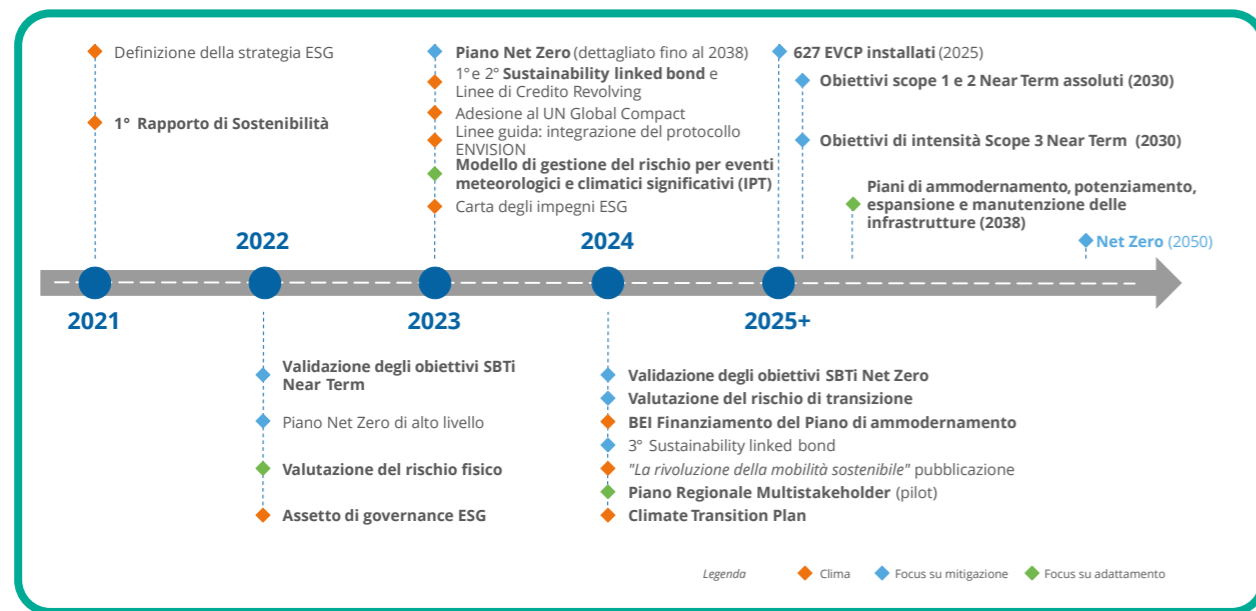 Definizione della strategia ESG
1° Rapporto di Sostenibilità
2021
2022
Validazione degli obiettivi SBTi
Near Term
Piano Net Zero di alto livello
Valutazione del rischio fisico
Assetto di governance ESG
Piano Net Zero (dettagliato fino al 2038)
1° e 2° Sustainability linked bond e
Linee di Credito Revolving
Adesione al UN Global Compact
Linee guida: integrazione del protocollo
ENVISION
Modello di gestione del rischio per eventi
meteorologici e climatici significativi (IPT)
Carta degli impegni ESG
2023
2024
Validazione degli obiettivi SBTi Net Zero
Valutazione del rischio di transizione
BEI Finanziamento del Piano di ammodernamento
3° Sustainability linked bond
"La rivoluzione della mobilità sostenibile" pubblicazione
Piano Regionale Multistakeholder (pilot)
Climate Transition Plan
627 EVCP installati (2025)
Obiettivi scope 1 e 2 Near Term assoluti (2030)
Obiettivi di intensità Scope 3 Near Term (2030)
Piani di ammodernamento, potenziamento,
espansione e manutenzione delle
infrastrutture (2038)
Net Zero (2050)
2025+
Legenda
Clima
Focus su mitigazione
Focus su adattamento